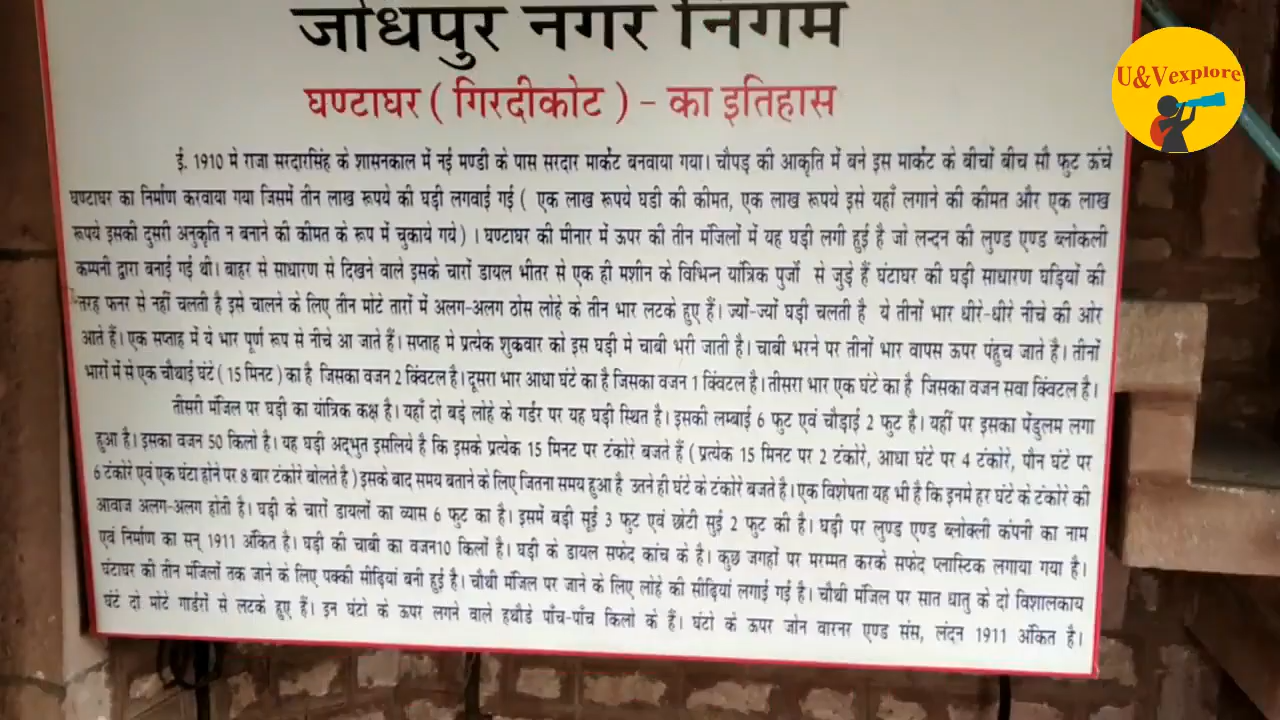 जोधपुर नगर निगम
घण्टाघर ( गिरदीकोट ) - का इतिहास
ई. 1910 मे राजा सरदारसिंह के शासनकाल में नई मण्डी के पास सरदार मार्केट बनवाया गया। चौपड़ की आकृति में बने इस मार्केट के बीचों बीच सौ फुट ऊंचे
घण्टाघर का निर्माण करवाया गया जिसमें तीन लाख रूपये की घड़ी लगवाई गई ( एक लाख रूपये घडी की कीमत, एक लाख रूपये इसे यहाँ लगाने की कीमत और एक लाख
रूपये इसकी दुसरी अनुकृति न बनाने की कीमत के रूप में चुकाये गये ) । घण्टाघर की मीनार में ऊपर की तीन मंजिलों में यह घड़ी लगी हुई है जो लन्दन की लुण्ड एण्ड ब्लोकली
कम्पनी द्वारा बनाई गई थी। बाहर से साधारण से दिखने वाले इसके चारों डायल भीतर से एक ही मशीन के विभिन्न यांत्रिक पुर्जो से जुड़े हैं घंटाघर की घड़ी साधारण घड़ियों की
तरह फनर से नहीं चलती है इसे चालने के लिए तीन मोटे तारों में अलग-अलग ठोस लोहे के तीन भार लटके हुए हैं। ज्यों-ज्यों घड़ी चलती है ये तीनों भार धीरे-धीरे नीचे की ओर
आते हैं। एक सप्ताह में ये भार पूर्ण रूप से नीचे आ जाते हैं। सप्ताह मे प्रत्येक शुक्रवार को इस घड़ी मे चाबी भरी जाती है। चाबी भरने पर तीनों भार वापस ऊपर पहुंच जाते है। तीनों
भारों में से एक चौथाई घंटे ( 15 मिनट ) का है जिसका वजन 2 क्विंटल है। दूसरा भार आधा घंटे का है जिसका वजन 1 क्विंटल है। तीसरा भार एक घंटे का है जिसका वजन सवा क्विंटल है।
तीसरी मंजिल पर घड़ी का यांत्रिक कक्ष है। यहाँ दो बड़े लोहे के गर्डर पर यह घड़ी स्थित है। इसकी लम्बाई 6 फुट एवं चौड़ाई 2 फुट है। यहीं पर इसका पेंडुलम लगा
हुआ है। इसका वजन 50 किलो है। यह घड़ी अद्भुत इसलिये है कि इसके प्रत्येक 15 मिनट पर टंकोरे बजते हैं ( प्रत्येक 15 मिनट पर 2 टंकोरे, आधा घंटे पर 4 टंकोरे, पौन घंटे पर
6 टंकोरे एवं एक घंटा होने पर 8 बार टंकोरे बोलते है ) इसके बाद समय बताने के लिए जितना समय हुआ है उतने ही घंटे के टंकोरे बजते है। एक विशेषता यह भी है कि इनमे हर घंटे के टंकोरे की
आवाज अलग-अलग होती है। घड़ी के चारों डायलों का व्यास 6 फुट का है। इसमें बड़ी सुई 3 फुट एवं छोटी सुई 2 फुट की है। घड़ी पर लुण्ड एण्ड ब्लोक्ली कंपनी का नाम
एवं निर्माण का सन् 1911 अंकित है। घड़ी की चाबी का वजन10 किलों है। घड़ी के डायल सफेद कांच के है। कुछ जगहों पर मरम्मत करके सफेद प्लास्टिक लगाया गया है।
घंटाघर की तीन मंजिलों तक जाने के लिए पक्की सीढ़ियां बनी हुई है। चौथी मंजिल पर जाने के लिए लोहे की सीढ़ियां लगाई गई है। चौथी मंजिल पर सात धातु के दो विशालकाय
घंटे दो मोटे गार्डरों से लटके हुए हैं। इन घंटो के ऊपर लगने वाले हथौडे पाँच-पाँच किलो के हैं। घंटो के ऊपर जोन वारनर एण्ड संस, लंदन 1911 अंकित है।
U&Vexplore